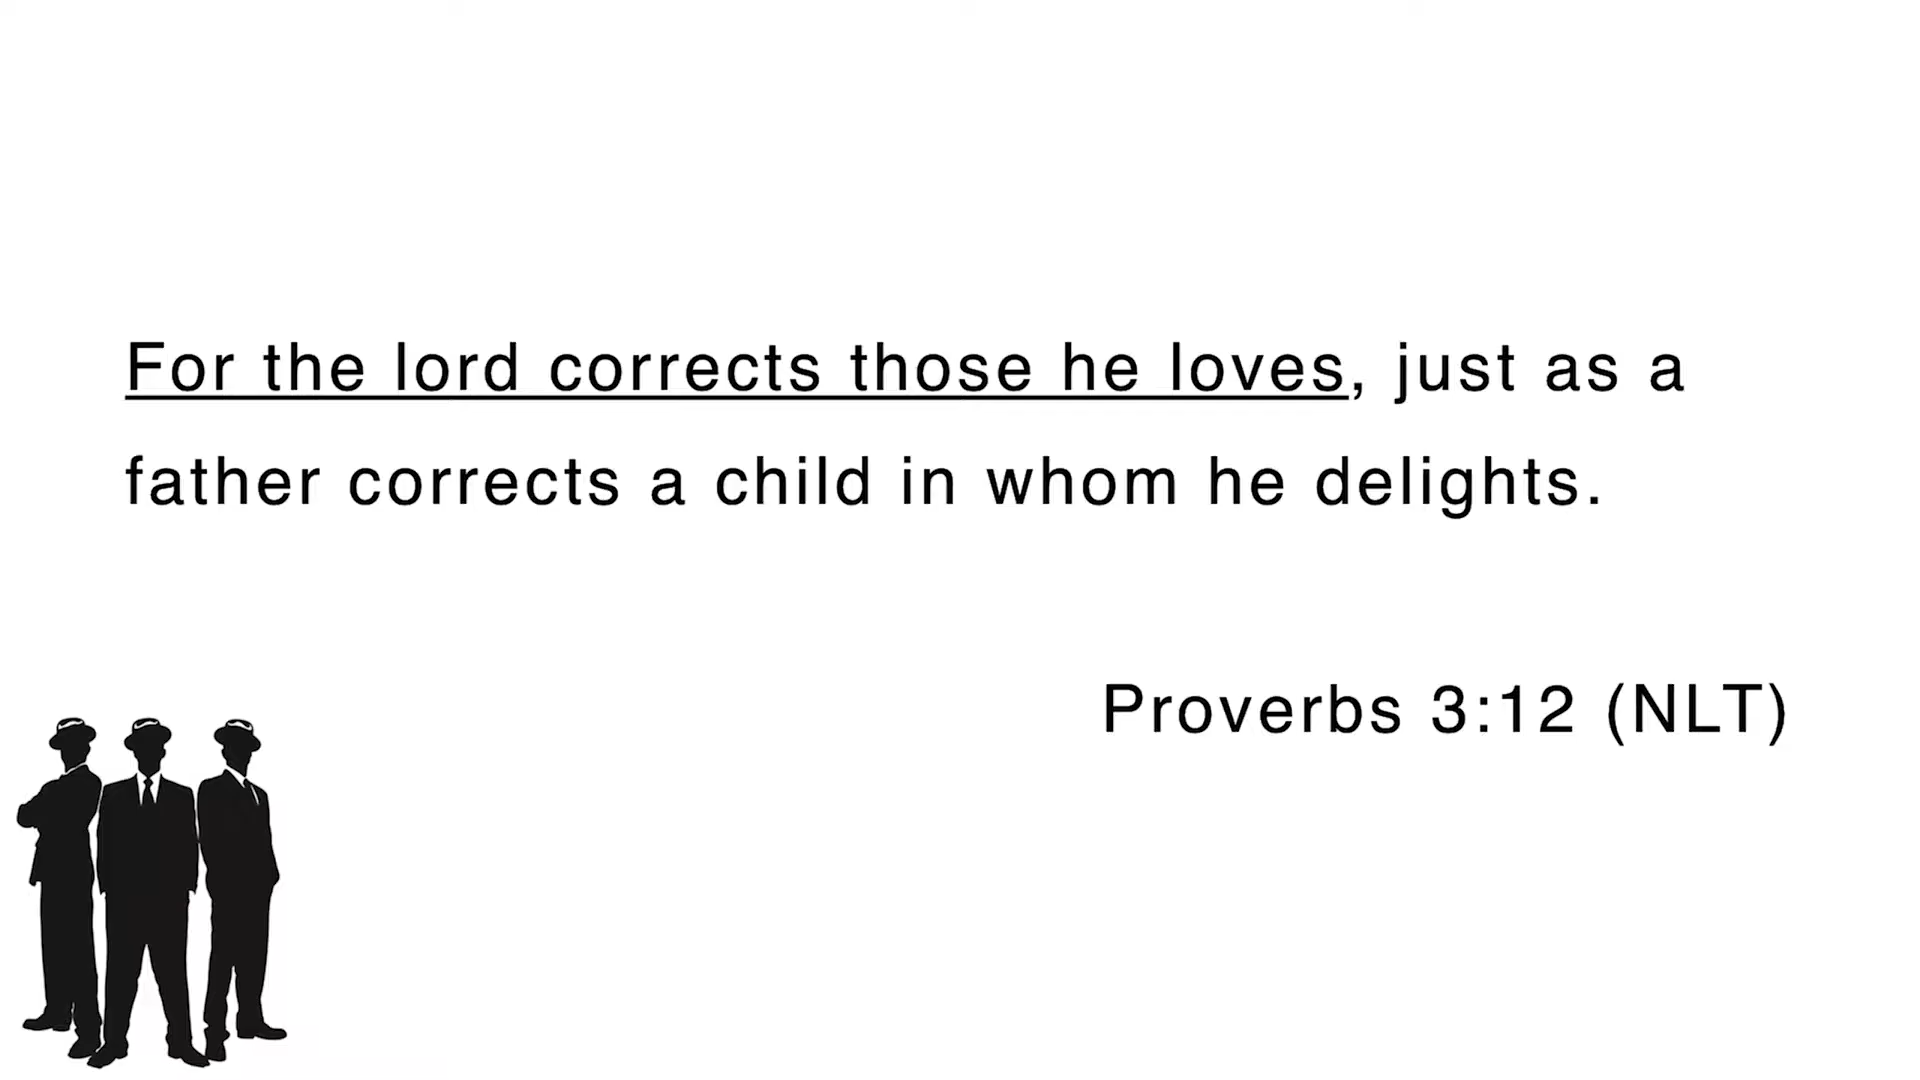 For the lord corrects those he loves, just as a
father corrects a child in whom he delights.
Proverbs 3:12 (NLT)